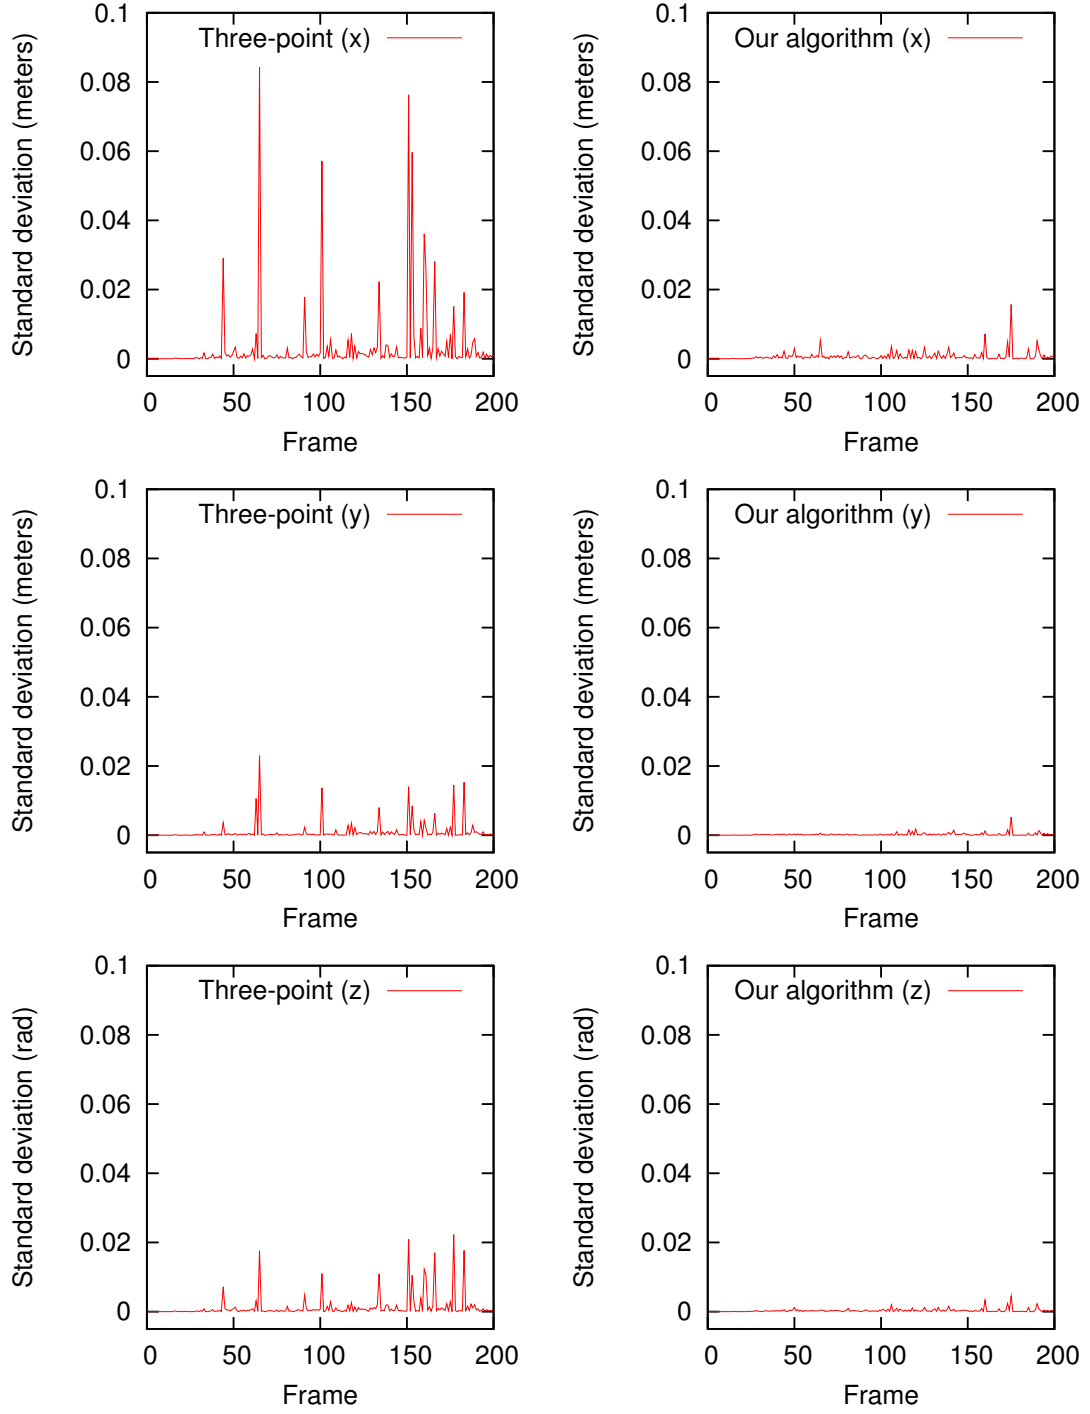 0.1
0.08
0.06
0.04
0.02
0
0 50 100 150 200
Standard deviation (meters)
Frame
Three-point (x)
0.1
0.08
0.06
0.04
0.02
0
0 50 100 150 200
Standard deviation (meters)
Frame
Our algorithm (x)
0.1
0.08
0.06
0.04
0.02
0
0 50 100 150 200
Standard deviation (meters)
Frame
Three-point (y)
0.1
0.08
0.06
0.04
0.02
0
0 50 100 150 200
Standard deviation (meters)
Frame
Our algorithm (y)
0.1
0.08
0.06
0.04
0.02
0
0 50 100 150 200
Standard deviation (rad)
Frame
Three-point (z)
0.1
0.08
0.06
0.04
0.02
0
0 50 100 150 200
Standard deviation (rad)
Frame
Our algorithm (z)